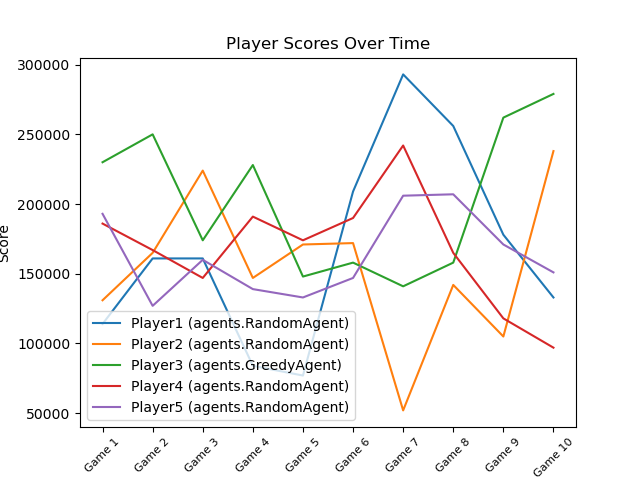 Player Scores Over Time
Score
300000
250000
200000
150000
100000
50000
Player1 (agents.RandomAgent)
Player2 (agents.RandomAgent)
Player3 (agents.GreedyAgent)
Player4 (agents.RandomAgent)
Player5 (agents.RandomAgent)
Game 1
Game 2
Game 3
Game 4
Game 5
Game 6
Game 7
Game 8
Game 9
Game 10